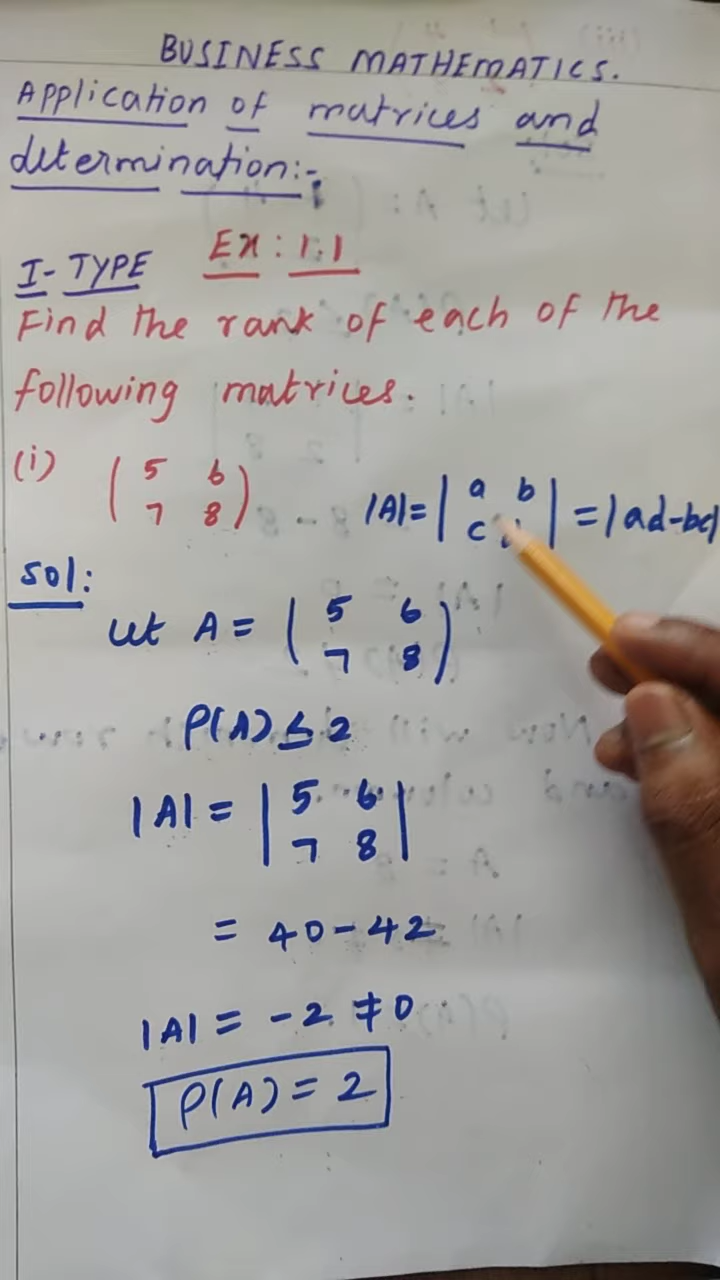 BUSINESS MATHEMATICS.
Application of matrices and
determination:-
I-TYPE Ex: 1.1
Find the rank of each of the
following matrices.
(i) ( 5 6
7 8 )
|A|= | a b
c | = |ad-bc|
Sol:
Let A = ( 5 6
7 8 )
ρ(A) ≤ 2
|A| = | 5 6
7 8 |
= 40-42
|A| = -2 ≠ 0
ρ(A) = 2